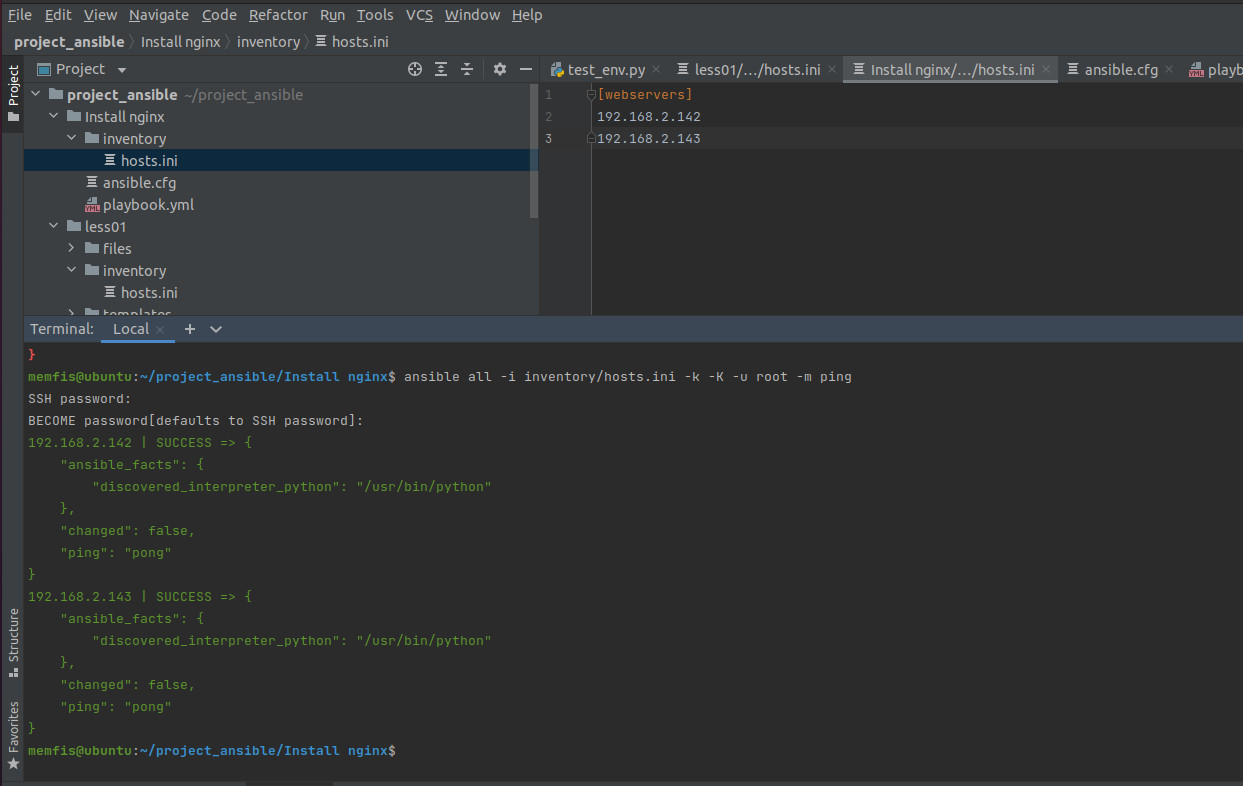 File Edit View Navigate Code Refactor Run Tools VCS Window Help
project_ansible Install nginx inventory hosts.ini
Project
Project
test_env.py less01/.../hosts.ini Install nginx/.../hosts.ini ansible.cfg playb
project_ansible ~/project_ansible
Install nginx
inventory
hosts.ini
ansible.cfg
playbook.yml
less01
files
inventory
hosts.ini
templates
1 [webservers]
2 192.168.2.142
3 192.168.2.143
Terminal: Local
}
memfis@ubuntu:~/project_ansible/Install nginx$ ansible all -i inventory/hosts.ini -k -K -u root -m ping
SSH password:
BECOME password[defaults to SSH password]:
192.168.2.142 | SUCCESS => {
    "ansible_facts": {
        "discovered_interpreter_python": "/usr/bin/python"
    },
    "changed": false,
    "ping": "pong"
}
192.168.2.143 | SUCCESS => {
    "ansible_facts": {
        "discovered_interpreter_python": "/usr/bin/python"
    },
    "changed": false,
    "ping": "pong"
}
memfis@ubuntu:~/project_ansible/Install nginx$
Structure
Favorites